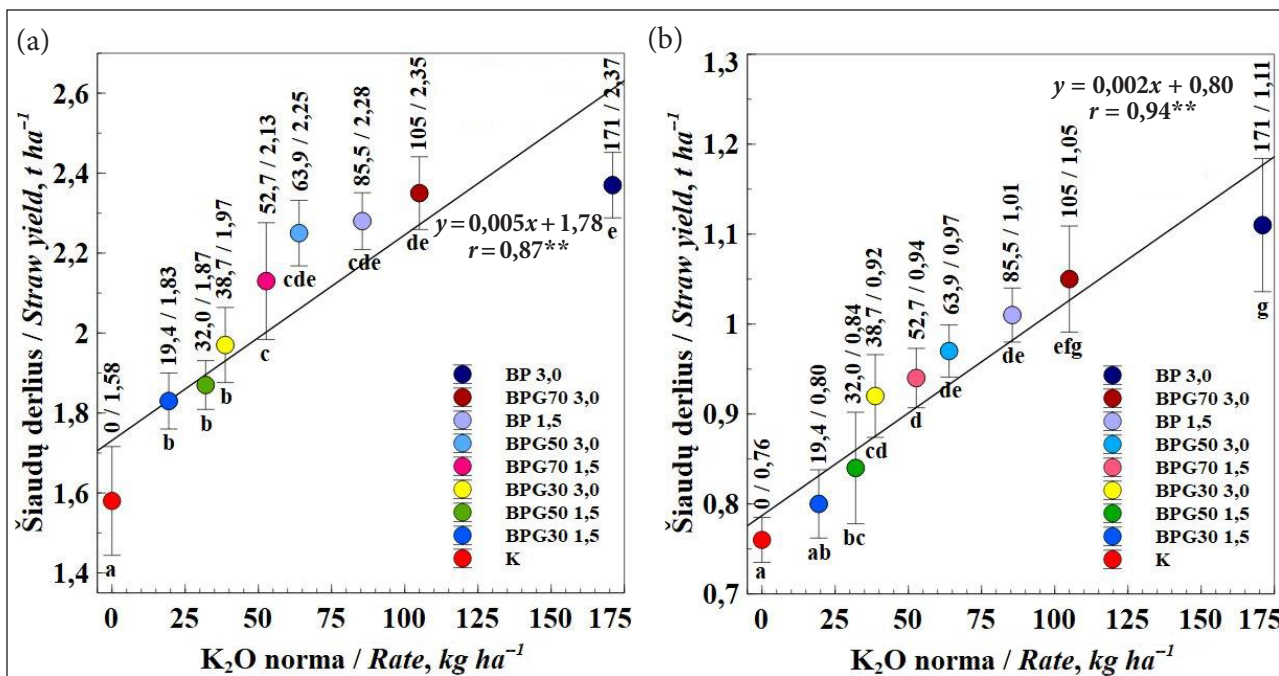 (a)
Šiaudų derlius / Straw yield, t ha⁻¹
2,6
2,4
2,2
2
1,8
1,6
1,4
0 / 1,58
19,4 / 1,83
32,0 / 1,87
38,7 / 1,97
52,7 / 2,13
63,9 / 2,25
85,5 / 2,28
105 / 2,35
171 / 2,37
y = 0,005x + 1,78
r = 0,87**
a
b
b
b
c
cde
cde
de
e
BP 3,0
BPG70 3,0
BP 1,5
BPG50 3,0
BPG70 1,5
BPG30 3,0
BPG50 1,5
BPG30 1,5
K
0 25 50 75 100 125 150 175
K₂O norma / Rate, kg ha⁻¹
(b)
Šiaudų derlius / Straw yield, t ha⁻¹
1,3
1,2
1,1
1
0,9
0,8
0,7
0 / 0,76
19,4 / 0,80
32,0 / 0,84
38,7 / 0,92
52,7 / 0,94
63,9 / 0,97
85,5 / 1,01
105 / 1,05
171 / 1,11
y = 0,002x + 0,80
r = 0,94**
a
ab
bc
cd
d
de
de
efg
g
BP 3,0
BPG70 3,0
BP 1,5
BPG50 3,0
BPG70 1,5
BPG30 3,0
BPG50 1,5
BPG30 1,5
K
0 25 50 75 100 125 150 175
K₂O norma / Rate, kg ha⁻¹